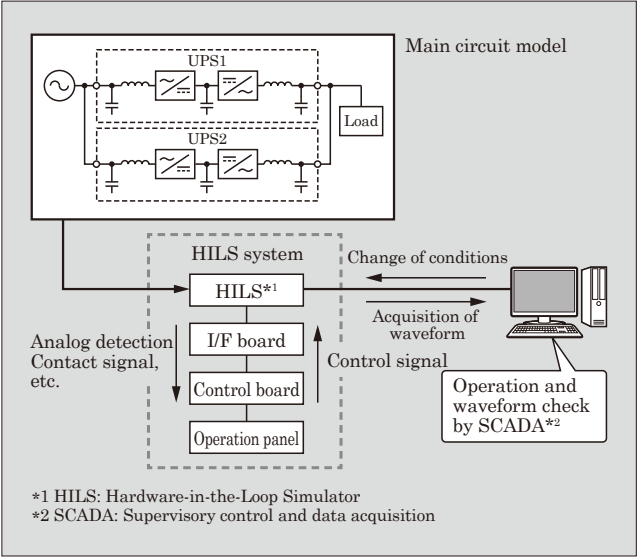 Main circuit model
UPS1
Load
UPS2
HILS system
Change of conditions
HILS*1
Acquisition of
waveform
Analog detection
Contact signal,
etc.
I/F board
Control signal
Control board
Operation panel
Operation and
waveform check
by SCADA*2
*1 HILS: Hardware-in-the-Loop Simulator
*2 SCADA: Supervisory control and data acquisition